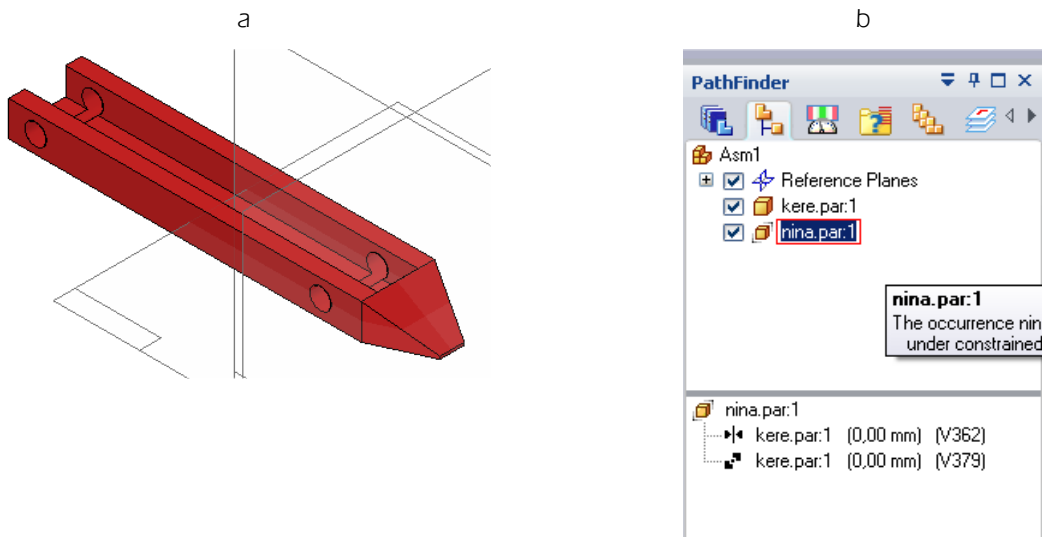 a
b
PathFinder
Asm1
Reference Planes
kere.par:1
nina.par:1
nina.par:1
The occurrence nin
under constrained
nina.par:1
kere.par:1 (0,00 mm) (V362)
kere.par:1 (0,00 mm) (V379)